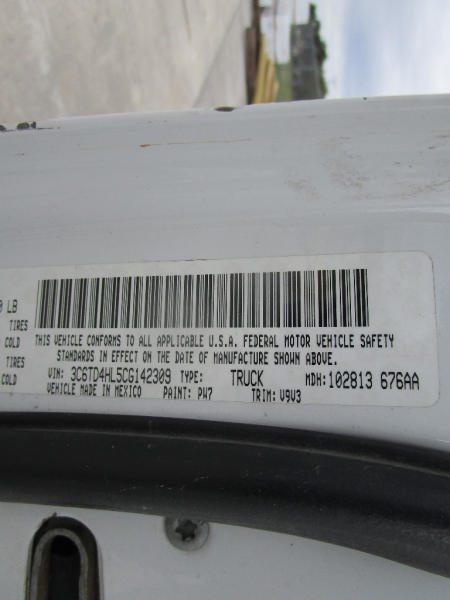 0 LB
TIRES
COLD
TIRES
COLD
THIS VEHICLE CONFORMS TO ALL APPLICABLE U.S.A. FEDERAL MOTOR VEHICLE SAFETY
STANDARDS IN EFFECT ON THE DATE OF MANUFACTURE SHOWN ABOVE.
VIN: 3C6TD4HL5CG142309 TYPE: TRUCK MDH: 102813 676AA
VEHICLE MADE IN MEXICO PAINT: PW7 TRIM: V9V3